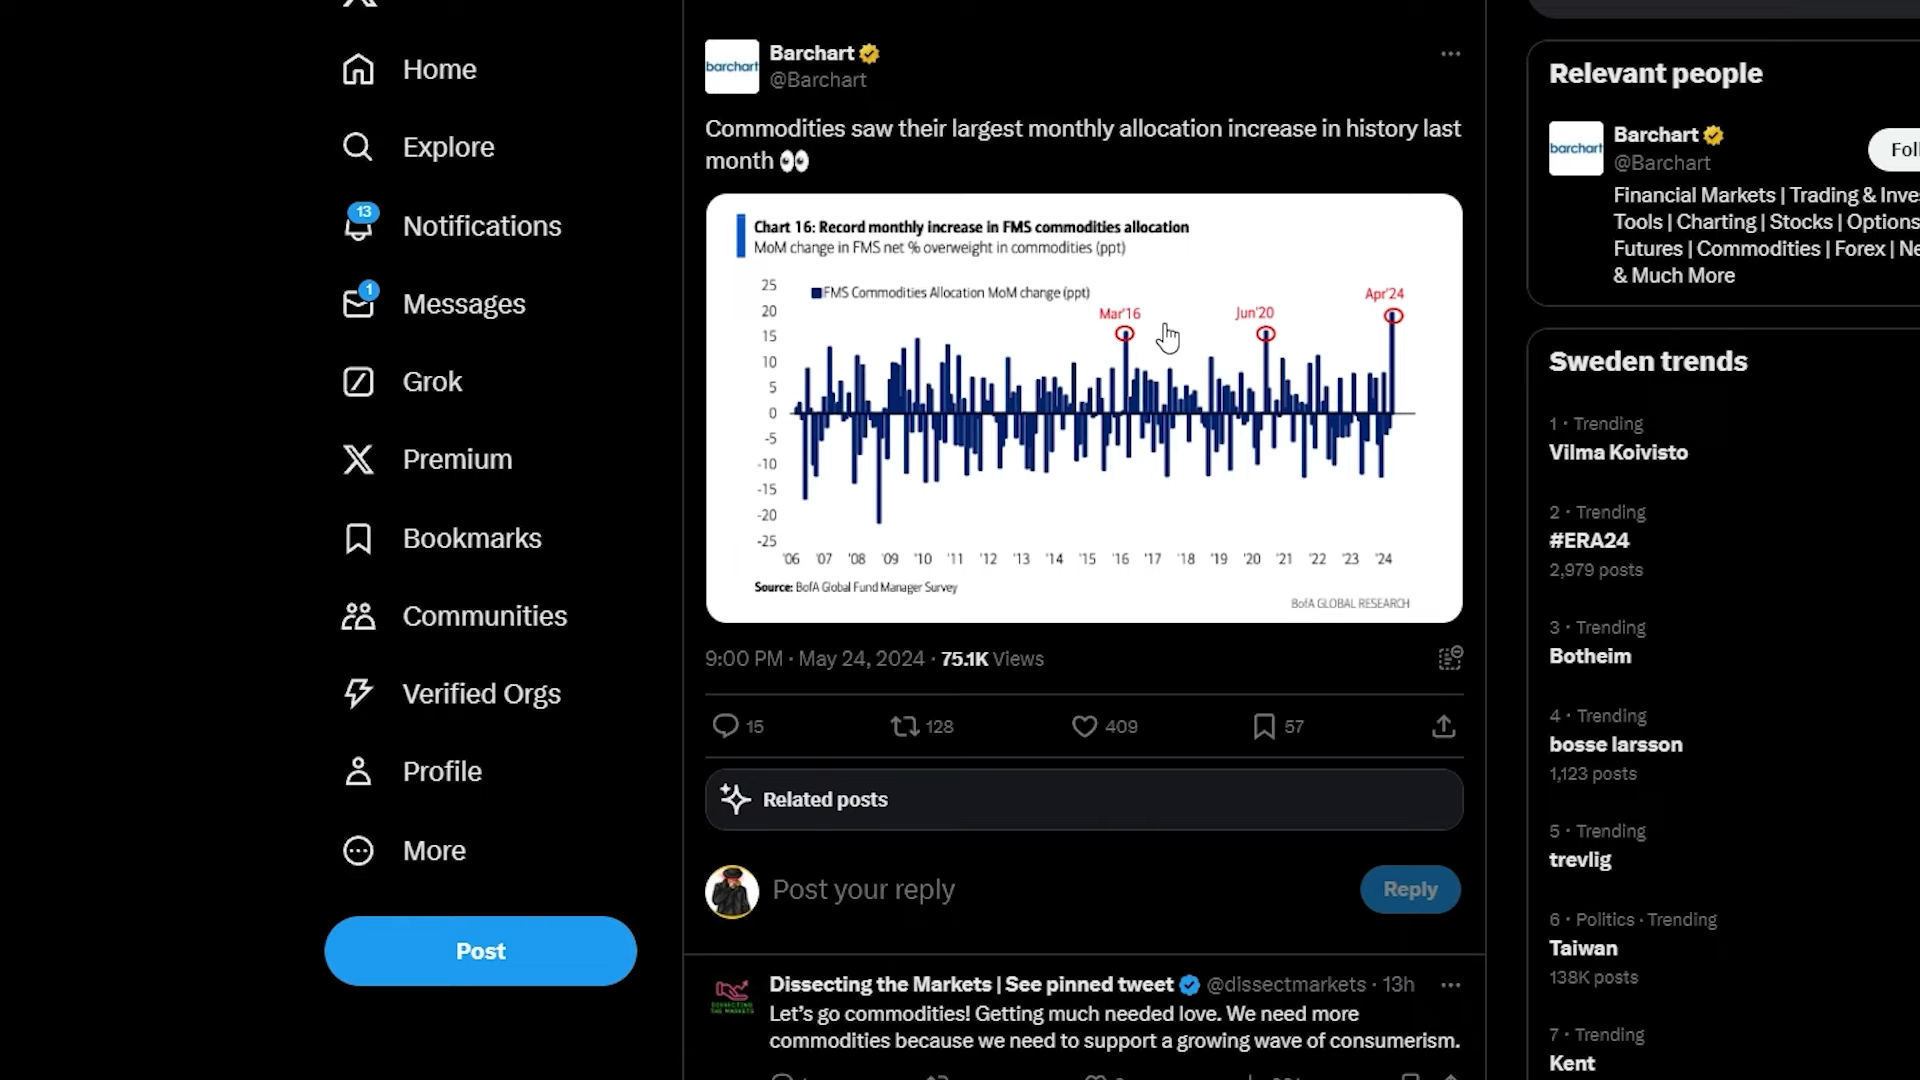 Home
Explore
13
Notifications
1
Messages
Grok
Premium
Bookmarks
Communities
Verified Orgs
Profile
More
Post
barchart
Barchart
@Barchart
Commodities saw their largest monthly allocation increase in history last
month 👀
Chart 16: Record monthly increase in FMS commodities allocation
MoM change in FMS net % overweight in commodities (ppt)
FMS Commodities Allocation MoM change (ppt)
Mar'16
Jun'20
Apr'24
25
20
15
10
5
0
-5
-10
-15
-20
-25
'06 '07 '08 '09 '10 '11 '12 '13 '14 '15 '16 '17 '18 '19 '20 '21 '22 '23 '24
Source: BofA Global Fund Manager Survey
BofA GLOBAL RESEARCH
9:00 PM · May 24, 2024 · 75.1K Views
15 128 409 57
Related posts
Post your reply
Reply
Dissecting the Markets | See pinned tweet @dissectmarkets · 13h
Let's go commodities! Getting much needed love. We need more
commodities because we need to support a growing wave of consumerism.
Relevant people
barchart
Barchart
@Barchart
Foll
Financial Markets | Trading & Inves
Tools | Charting | Stocks | Options
Futures | Commodities | Forex | Ne
& Much More
Sweden trends
1 · Trending
Vilma Koivisto
2 · Trending
#ERA24
2,979 posts
3 · Trending
Botheim
4 · Trending
bosse larsson
1,123 posts
5 · Trending
trevlig
6 · Politics · Trending
Taiwan
138K posts
7 · Trending
Kent